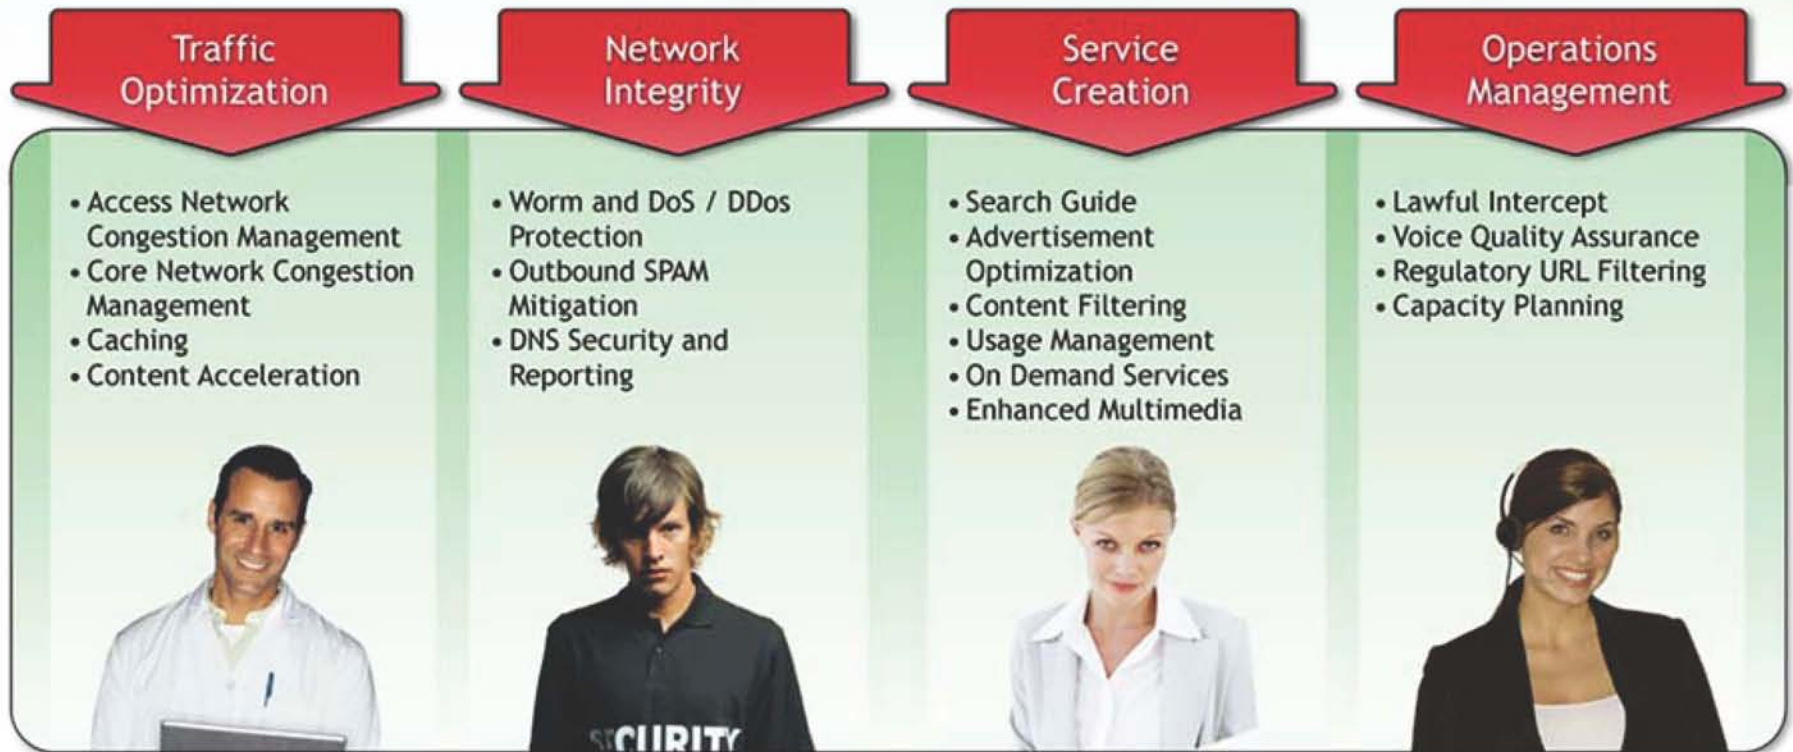 Traffic
Optimization
• Access Network
Congestion Management
• Core Network Congestion
Management
• Caching
• Content Acceleration
Network
Integrity
• Worm and DoS / DDos
Protection
• Outbound SPAM
Mitigation
• DNS Security and
Reporting
SECURITY
Service
Creation
• Search Guide
• Advertisement
Optimization
• Content Filtering
• Usage Management
• On Demand Services
• Enhanced Multimedia
Operations
Management
• Lawful Intercept
• Voice Quality Assurance
• Regulatory URL Filtering
• Capacity Planning